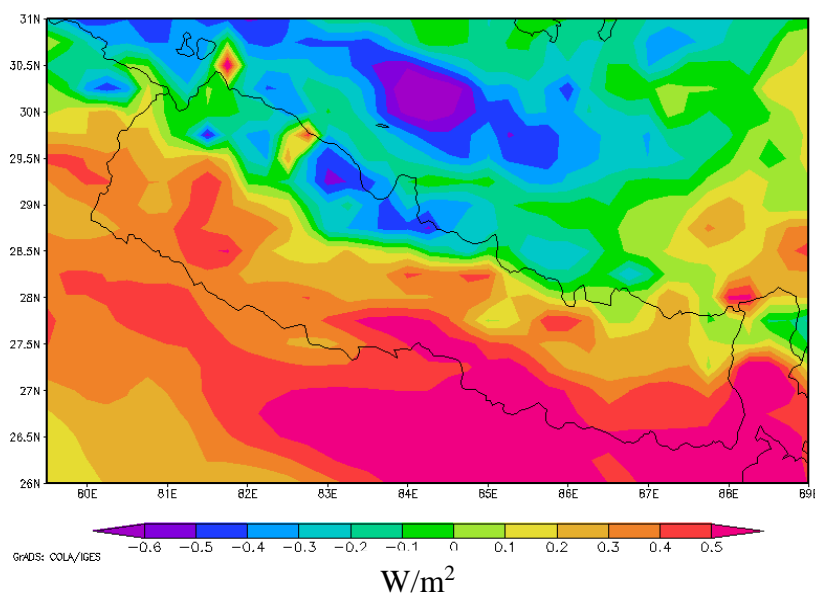 31N
30.5N
30N
29.5N
29N
28.5N
28N
27.5N
27N
26.5N
26N
80E 81E 82E 83E 84E 85E 86E 87E 88E 89E
−0.6 −0.5 −0.4 −0.3 −0.2 −0.1 0 0.1 0.2 0.3 0.4 0.5
GrADS: COLA/IGES
W/m²